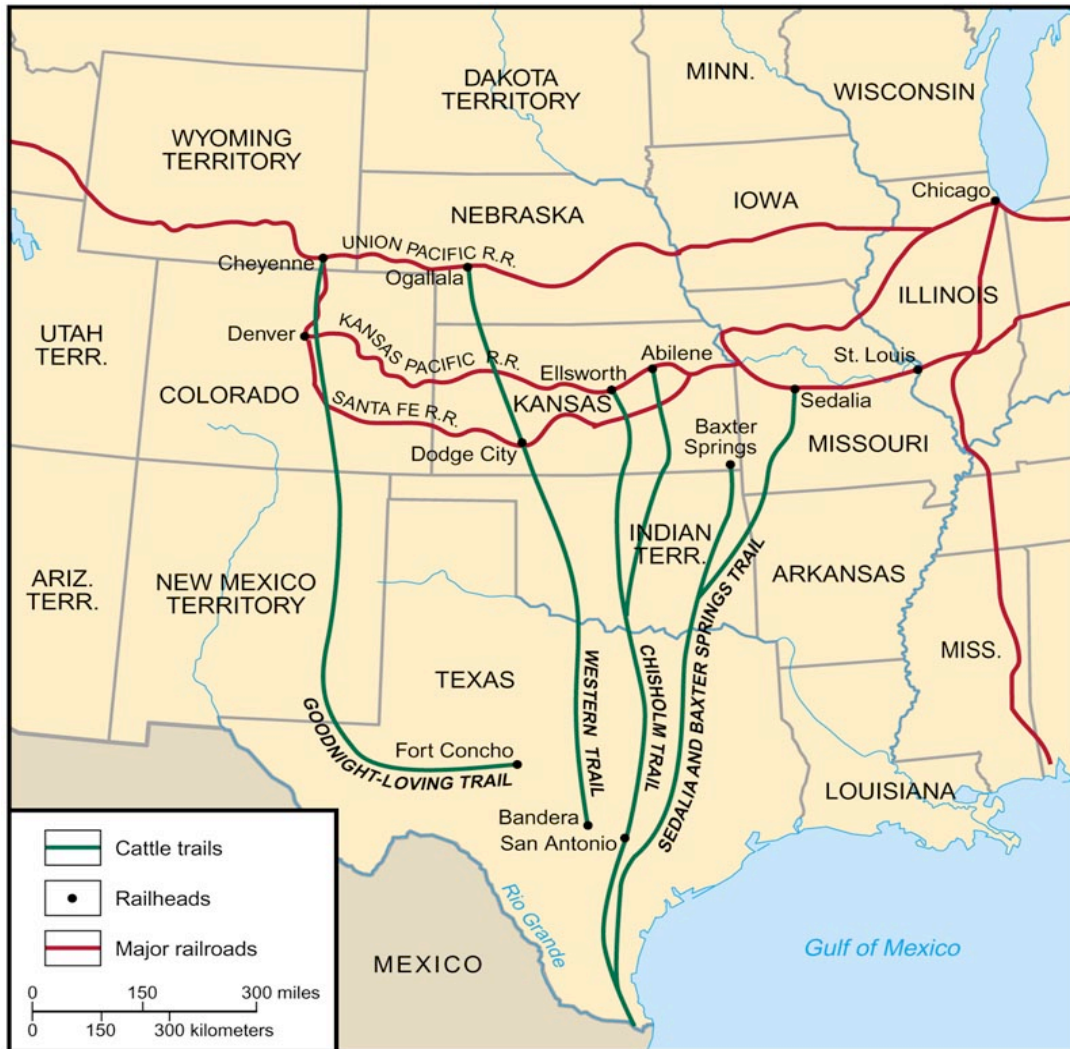 DAKOTA
TERRITORY
MINN.
WISCONSIN
WYOMING
TERRITORY
Chicago
IOWA
NEBRASKA
UNION PACIFIC R.R.
Cheyenne
Ogallala
ILLINOIS
UTAH
TERR.
Denver
KANSAS PACIFIC R.R.
Abilene
St. Louis
Ellsworth
COLORADO
SANTA FE R.R.
KANSAS
Sedalia
Baxter
Springs
MISSOURI
Dodge City
INDIAN
TERR.
ARIZ.
TERR.
NEW MEXICO
TERRITORY
ARKANSAS
MISS.
TEXAS
WESTERN TRAIL
CHISHOLM TRAIL
SEDALIA AND BAXTER SPRINGS TRAIL
GOODNIGHT-LOVING TRAIL
Fort Concho
LOUISIANA
Bandera
San Antonio
Rio Grande
MEXICO
Gulf of Mexico
Cattle trails
Railheads
Major railroads
0 150 300 miles
0 150 300 kilometers